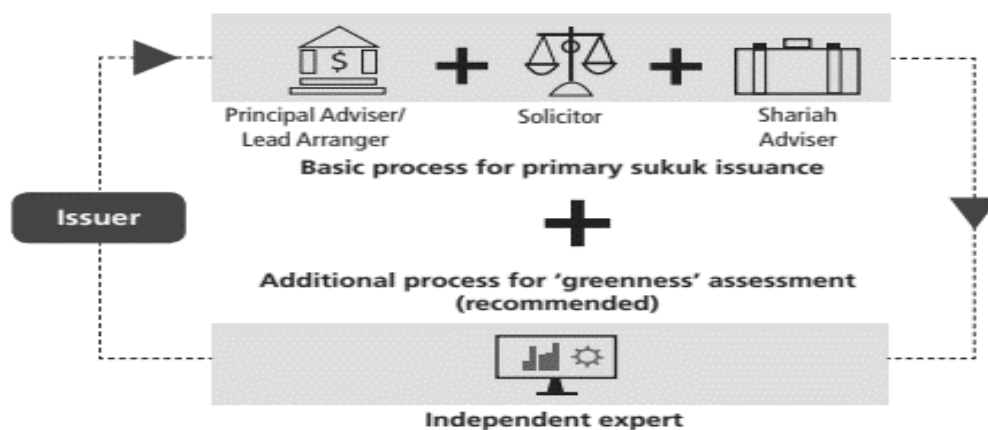 $
Principal Adviser/
Lead Arranger
Solicitor
Shariah
Adviser
Basic process for primary sukuk issuance
Issuer
Additional process for ‘greenness’ assessment
(recommended)
Independent expert